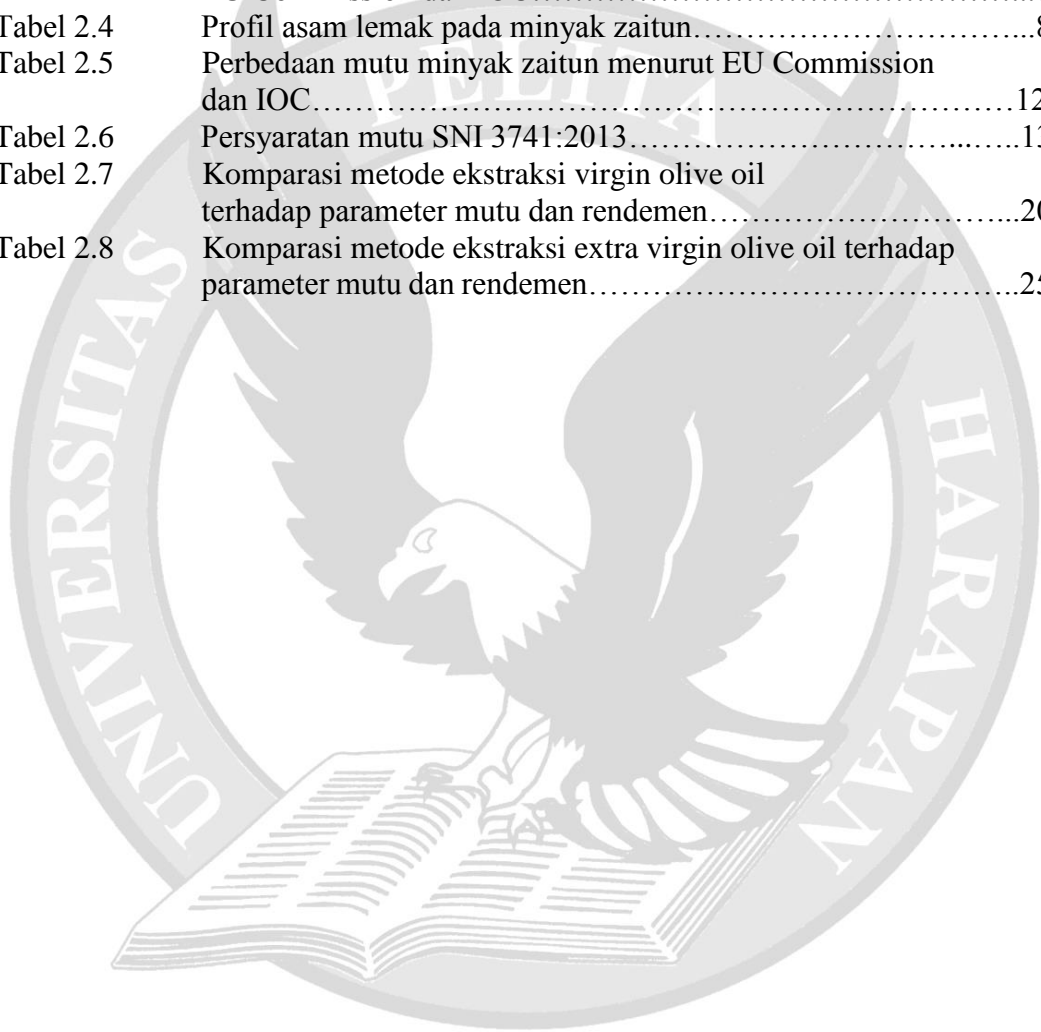 Tabel 2.4 Profil asam lemak pada minyak zaitun………………………...8
Tabel 2.5 Perbedaan mutu minyak zaitun menurut EU Commission
dan IOC…………………………………………………………12
Tabel 2.6 Persyaratan mutu SNI 3741:2013…………………………...…..13
Tabel 2.7 Komparasi metode ekstraksi virgin olive oil
terhadap parameter mutu dan rendemen………………………...20
Tabel 2.8 Komparasi metode ekstraksi extra virgin olive oil terhadap
parameter mutu dan rendemen…………………………………..25
UNIVERSITAS PELITA HARAPAN